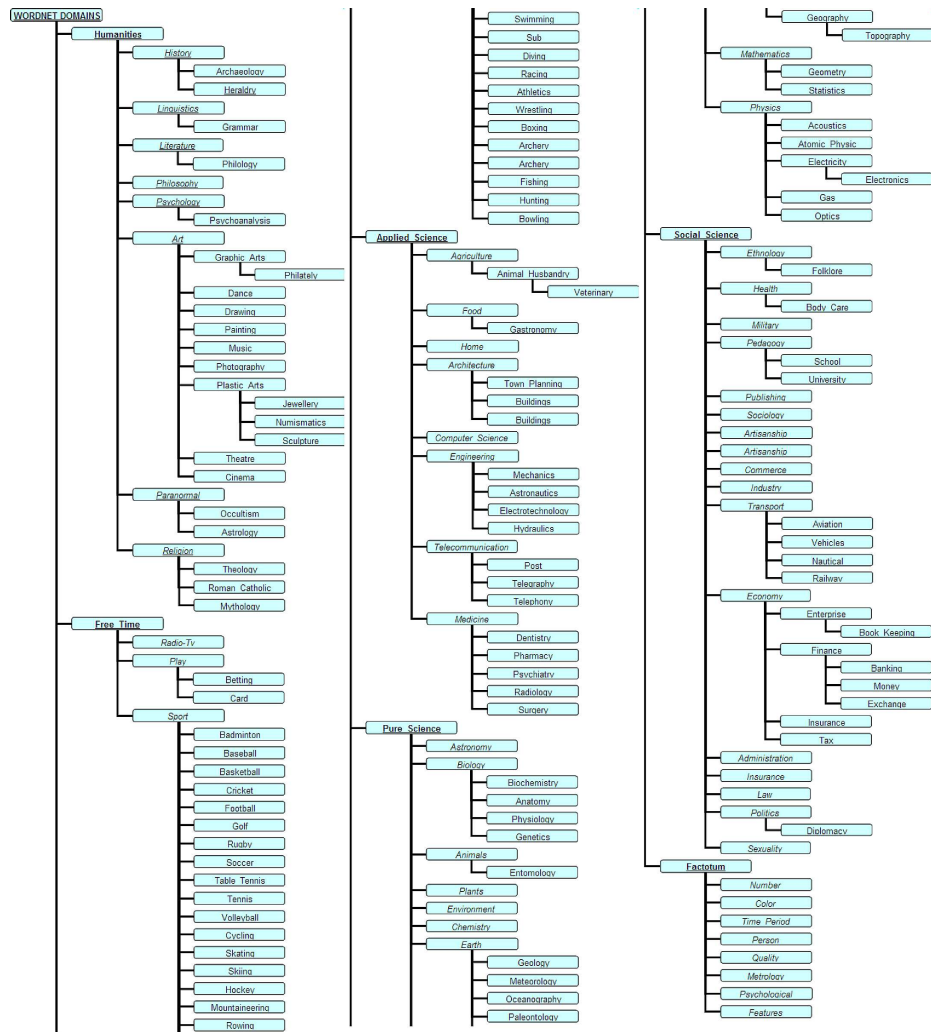 WORDNET DOMAINS
Humanities
History
Archaeology
Heraldry
Linguistics
Grammar
Literature
Philology
Philosophy
Psychology
Psychoanalysis
Art
Graphic Arts
Philately
Dance
Drawing
Painting
Music
Photography
Plastic Arts
Jewellery
Numismatics
Sculpture
Theatre
Cinema
Paranormal
Occultism
Astrology
Religion
Theology
Roman Catholic
Mythology
Free Time
Radio-Tv
Play
Betting
Card
Sport
Badminton
Baseball
Basketball
Cricket
Football
Golf
Rugby
Soccer
Table Tennis
Tennis
Volleyball
Cycling
Skating
Skiing
Hockey
Mountaineering
Rowing
Swimming
Sub
Diving
Racing
Athletics
Wrestling
Boxing
Archery
Archery
Fishing
Hunting
Bowling
Applied Science
Agriculture
Animal Husbandry
Veterinary
Food
Gastronomy
Home
Architecture
Town Planning
Buildings
Buildings
Computer Science
Engineering
Mechanics
Astronautics
Electrotechnology
Hydraulics
Telecommunication
Post
Telegraphy
Telephony
Medicine
Dentistry
Pharmacy
Psychiatry
Radiology
Surgery
Pure Science
Astronomy
Biology
Biochemistry
Anatomy
Physiology
Genetics
Animals
Entomology
Plants
Environment
Chemistry
Earth
Geology
Meteorology
Oceanography
Paleontology
Geography
Topography
Mathematics
Geometry
Statistics
Physics
Acoustics
Atomic Physic
Electricity
Electronics
Gas
Optics
Social Science
Ethnology
Folklore
Health
Body Care
Military
Pedagogy
School
University
Publishing
Sociology
Artisanship
Artisanship
Commerce
Industry
Transport
Aviation
Vehicles
Nautical
Railway
Economy
Enterprise
Book Keeping
Finance
Banking
Money
Exchange
Insurance
Tax
Administration
Insurance
Law
Politics
Diplomacy
Sexuality
Factotum
Number
Color
Time Period
Person
Quality
Metrology
Psychological
Features